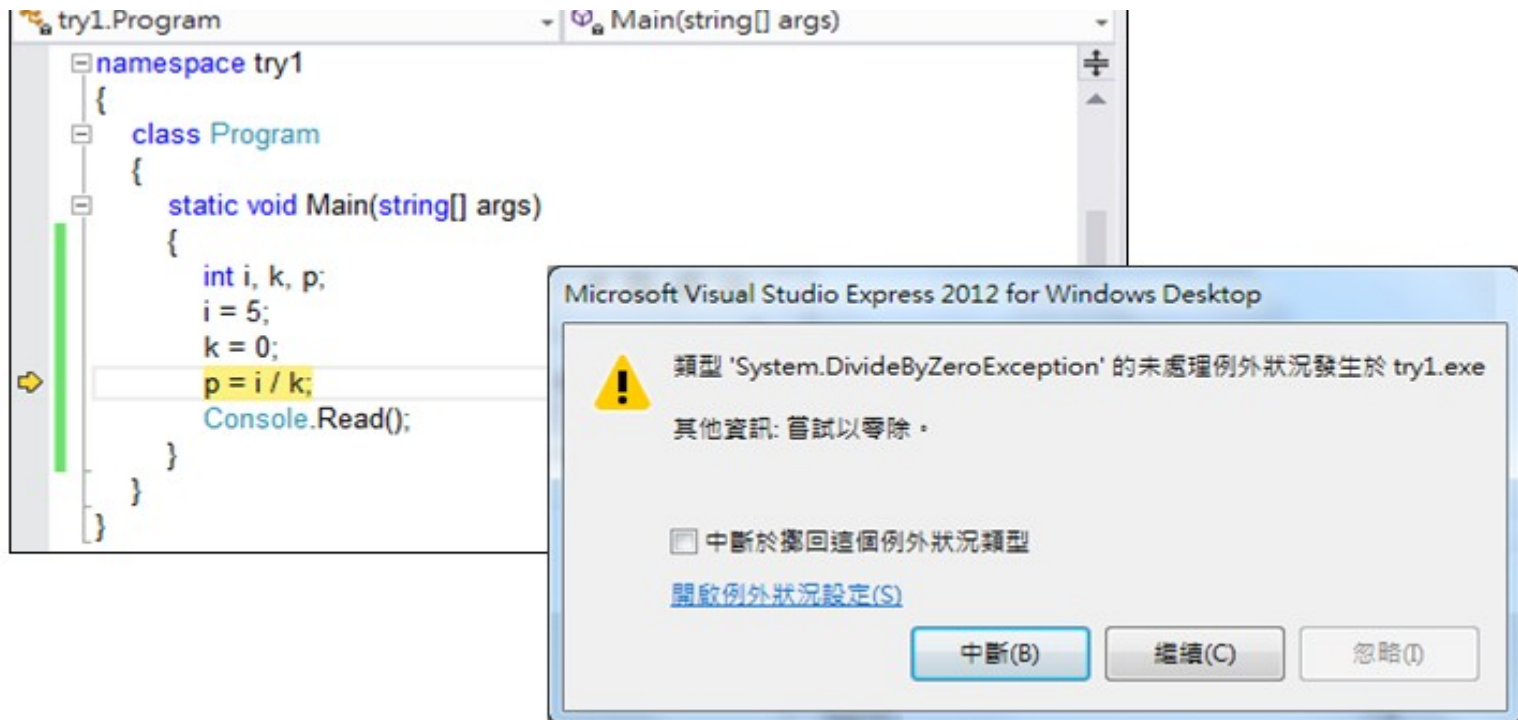 try1.Program
Main(string[] args)
namespace try1
{
class Program
{
static void Main(string[] args)
{
int i, k, p;
i = 5;
k = 0;
p = i / k;
Console.Read();
}
}
}
Microsoft Visual Studio Express 2012 for Windows Desktop
類型 'System.DivideByZeroException' 的未處理例外狀況發生於 try1.exe
其他資訊: 嘗試以零除。
中斷於擲回這個例外狀況類型
開啟例外狀況設定(S)
中斷(B)
繼續(C)
忽略(I)